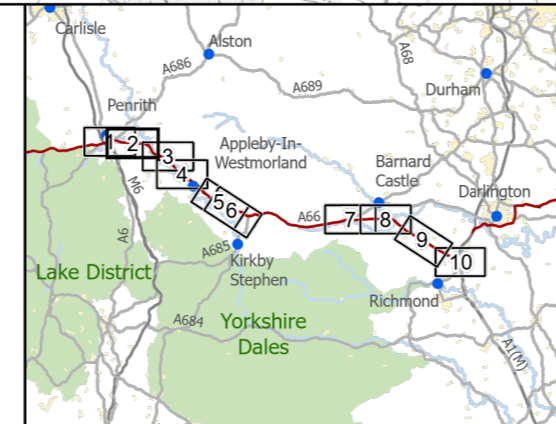 Carlisle
Alston
A686
A68
A689
Durham
Penrith
1
2
3
4
Appleby-In-
Westmorland
Barnard
Castle
Darlington
M6
5
6
A66
7
8
9
10
A6
A685
Kirkby
Stephen
Lake District
Richmond
A684
Yorkshire
Dales
A1(M)